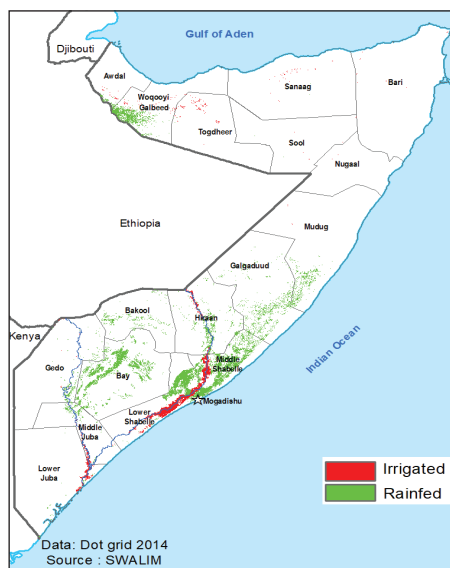 Gulf of Aden
Djibouti
Awdal
Sanaag
Bari
Woqooyi
Galbeed
Togdheer
Sool
Nugaal
Ethiopia
Mudug
Galgaduud
Bakool
Hiraan
Kenya
Indian Ocean
Gedo
Bay
Middle
Shabelle
Mogadishu
Lower
Shabelle
Middle
Juba
Lower
Juba
Irrigated
Rainfed
Data: Dot grid 2014
Source : SWALIM